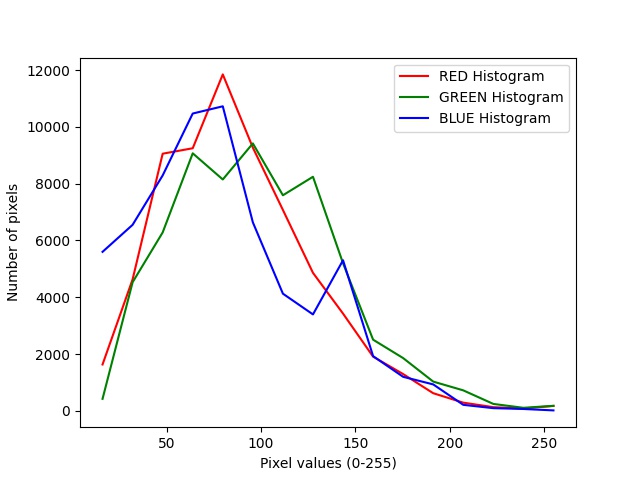 RED Histogram
GREEN Histogram
BLUE Histogram
12000
10000
8000
6000
4000
2000
0
Number of pixels
50 100 150 200 250
Pixel values (0-255)